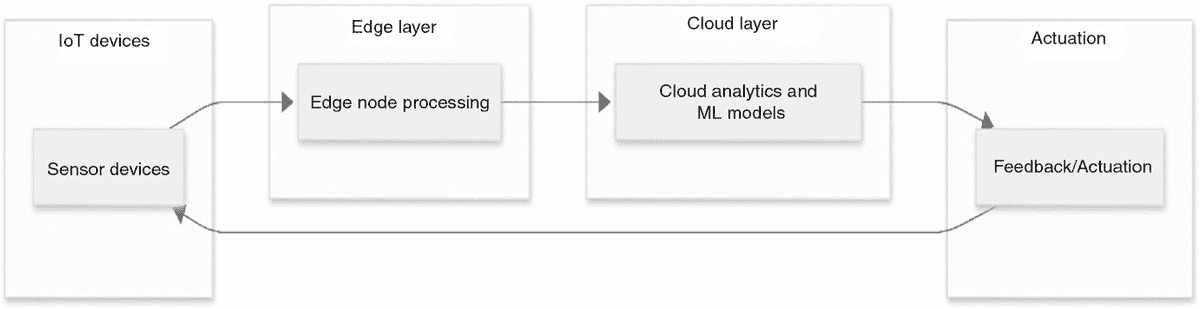 IoT devices
Sensor devices
Edge layer
Edge node processing
Cloud layer
Cloud analytics and
ML models
Actuation
Feedback/Actuation